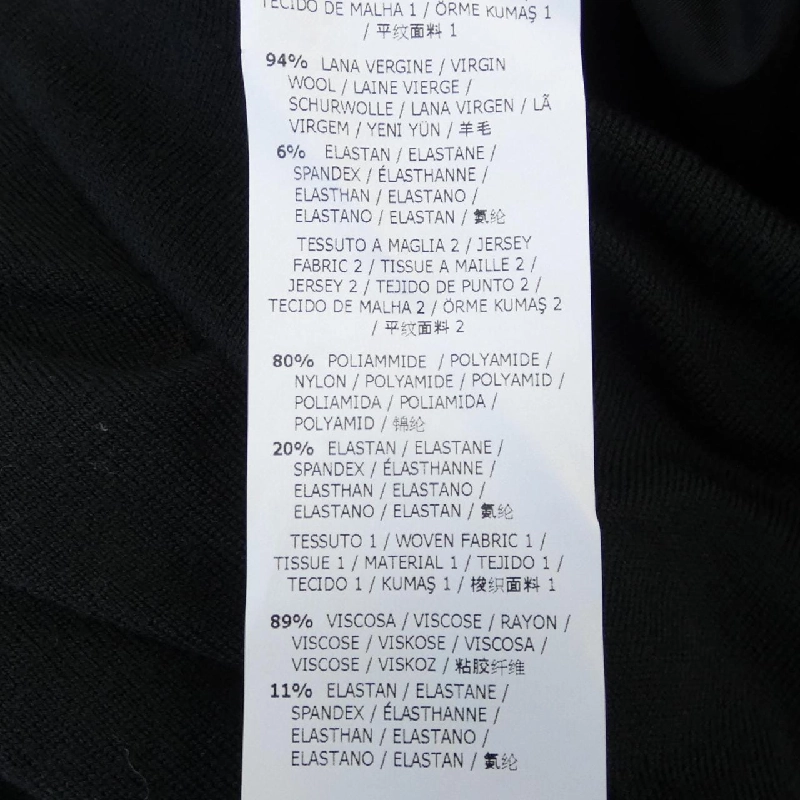 TECIDO DE MALHA 1 / ÖRME KUMAŞ 1
/ 平纹面料 1
94% LANA VERGINE / VIRGIN
WOOL / LAINE VIERGE /
SCHURWOLLE / LANA VIRGEN / LÃ
VIRGEM / YENI YÜN / 羊毛
6% ELASTAN / ELASTANE /
SPANDEX / ÉLASTHANNE /
ELASTHAN / ELASTANO /
ELASTANO / ELASTAN / 氨纶
TESSUTO A MAGLIA 2 / JERSEY
FABRIC 2 / TISSUE A MAILLE 2 /
JERSEY 2 / TEJIDO DE PUNTO 2 /
TECIDO DE MALHA 2 / ÖRME KUMAŞ 2
/ 平纹面料 2
80% POLIAMMIDE / POLYAMIDE /
NYLON / POLYAMIDE / POLYAMID /
POLIAMIDA / POLIAMIDA /
POLYAMID / 锦纶
20% ELASTAN / ELASTANE /
SPANDEX / ÉLASTHANNE /
ELASTHAN / ELASTANO /
ELASTANO / ELASTAN / 氨纶
TESSUTO 1 / WOVEN FABRIC 1 /
TISSUE 1 / MATERIAL 1 / TEJIDO 1 /
TECIDO 1 / KUMAŞ 1 / 梭织面料 1
89% VISCOSA / VISCOSE / RAYON /
VISCOSE / VISKOSE / VISCOSA /
VISCOSE / VISKOZ / 粘胶纤维
11% ELASTAN / ELASTANE /
SPANDEX / ÉLASTHANNE /
ELASTHAN / ELASTANO /
ELASTANO / ELASTAN / 氨纶